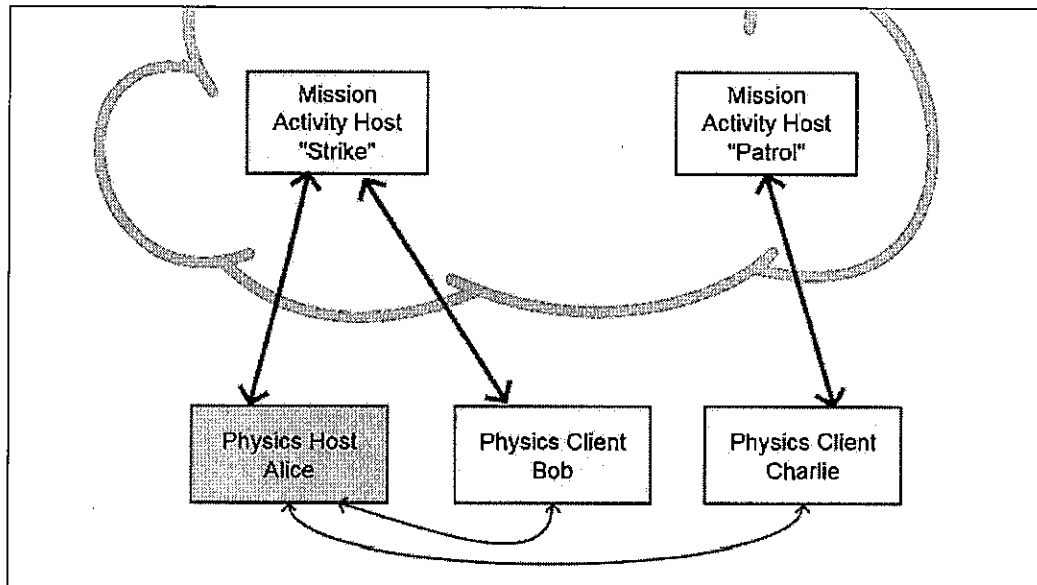 Mission
Activity Host
"Strike"
Mission
Activity Host
"Patrol"
Physics Host
Alice
Physics Client
Bob
Physics Client
Charlie